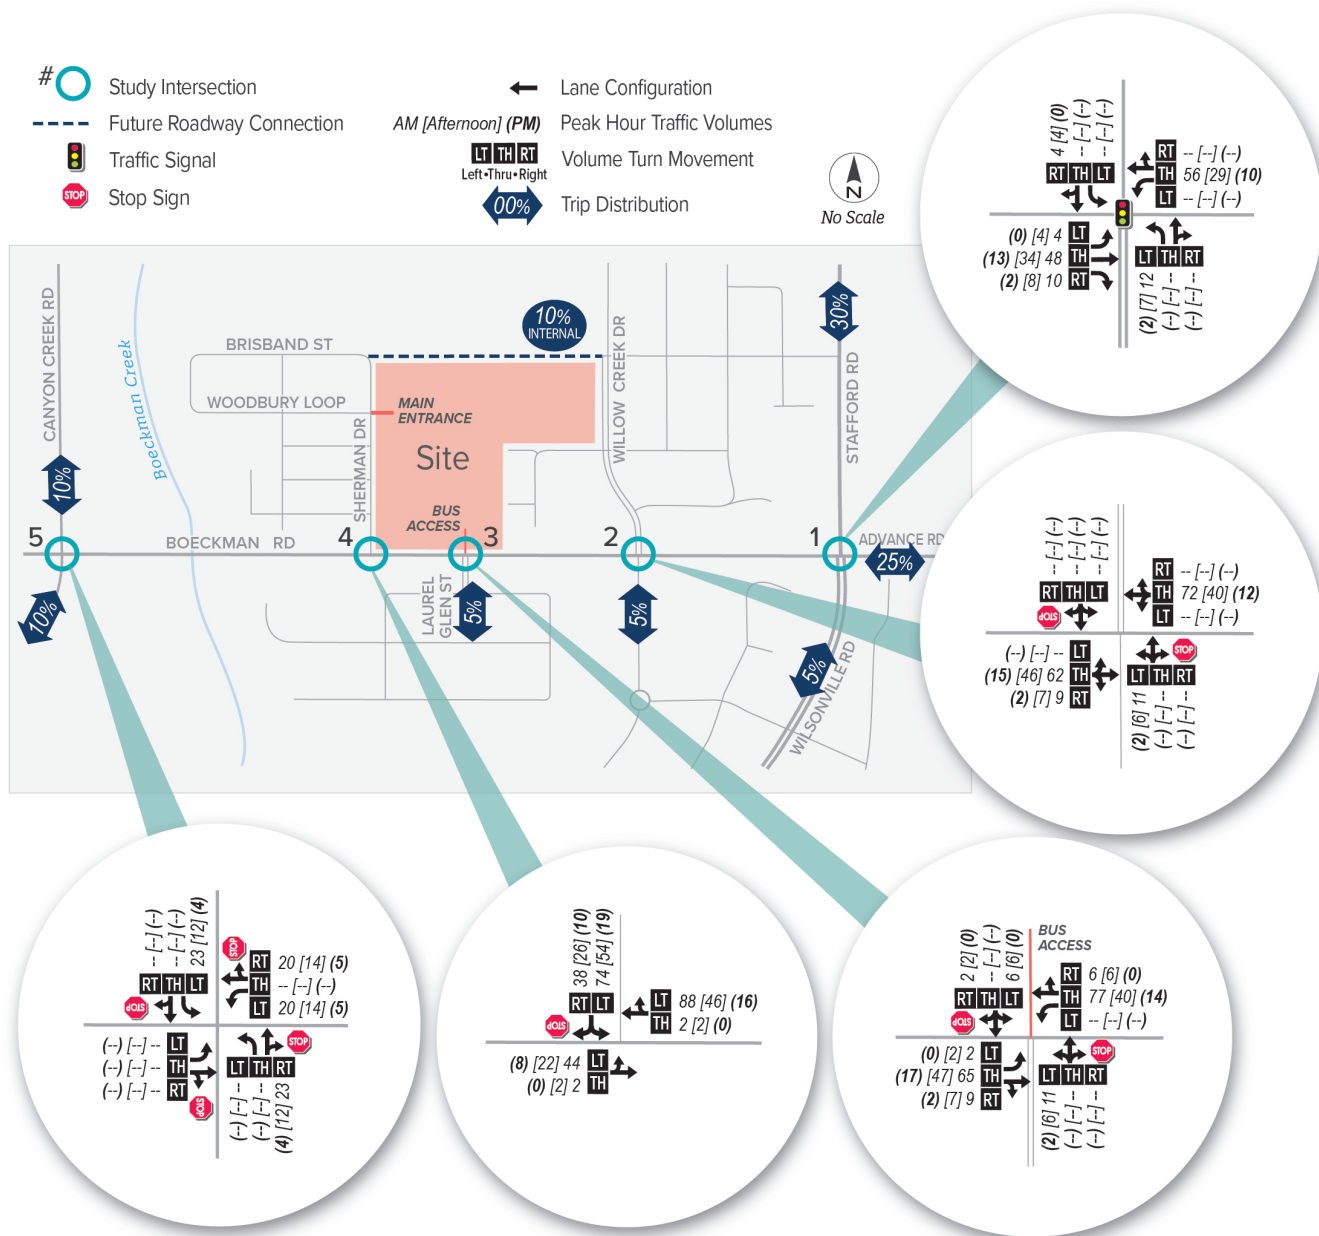 # Study Intersection
Future Roadway Connection
Traffic Signal
STOP Stop Sign
Lane Configuration
AM [Afternoon] (PM) Peak Hour Traffic Volumes
LT TH RT Volume Turn Movement
Left•Thru•Right
00% Trip Distribution
N
No Scale
4 [4] (0)
-- [--] (--)
-- [--] (--)
RT TH LT
RT -- [--] (--)
TH 56 [29] (10)
LT -- [--] (--)
(0) [4] 4 LT
(13) [34] 48 TH
(2) [8] 10 RT
LT TH RT
(2) [7] 12
(--) [--] --
(--) [--] --
CANYON CREEK RD
Boeckman Creek
BRISBAND ST
WOODBURY LOOP
SHERMAN DR
MAIN
ENTRANCE
Site
BUS
ACCESS
10%
INTERNAL
WILLOW CREEK DR
30%
STAFFORD RD
10%
5
BOECKMAN RD
4
3
2
1
ADVANCE RD
25%
10%
LAUREL
GLEN ST
5%
5%
5%
WILSONVILLE RD
-- [--] (--)
-- [--] (--)
-- [--] (--)
RT TH LT
STOP
RT -- [--] (--)
TH 72 [40] (12)
LT -- [--] (--)
(--) [--] -- LT
(15) [46] 62 TH
(2) [7] 9 RT
STOP
LT TH RT
(2) [6] 11
(--) [--] --
(--) [--] --
-- [--] (--)
-- [--] (--)
23 [12] (4)
RT TH LT
STOP
STOP
RT 20 [14] (5)
TH -- [--] (--)
LT 20 [14] (5)
(--) [--] -- LT
(--) [--] -- TH
(--) [--] -- RT
STOP
STOP
LT TH RT
(--) [--] --
(--) [--] --
(4) [12] 23
38 [26] (10)
74 [54] (19)
RT LT
STOP
LT 88 [46] (16)
TH 2 [2] (0)
(8) [22] 44 LT
(0) [2] 2 TH
2 [2] (0)
-- [--] (--)
6 [6] (0)
BUS
ACCESS
RT TH LT
STOP
RT 6 [6] (0)
TH 77 [40] (14)
LT -- [--] (--)
(0) [2] 2 LT
(17) [47] 65 TH
(2) [7] 9 RT
STOP
LT TH RT
(2) [6] 11
(--) [--] --
(--) [--] --